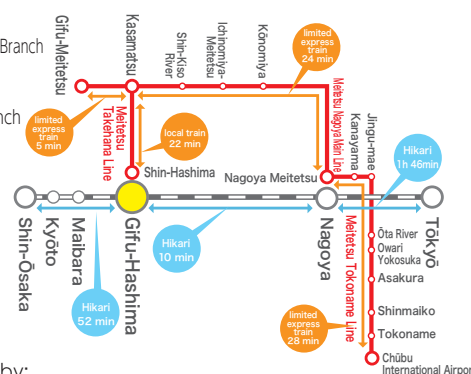 Branch
nch
Gifu-Meitetsu
Kasamatsu
Shin-Kiso
River
Ichinomiya-
Meitetsu
Kōnomiya
limited
express
train
24 min
limited
express
train
5 min
Meitetsu
Takehana Line
local train
22 min
Meitetsu Nagoya Main Line
Kanayama
Jingu-mae
Shin-Hashima
Nagoya Meitetsu
Hikari
1h 46min
Shin-Ōsaka
Kyōto
Maibara
Gifu-Hashima
Nagoya
Tōkyō
Hikari
52 min
Hikari
10 min
Meitetsu Tokoname Line
Ōta River
Owari
Yokosuka
Asakura
Shinmaiko
Tokoname
limited
express
train
28 min
Chūbu
International Airport
by: